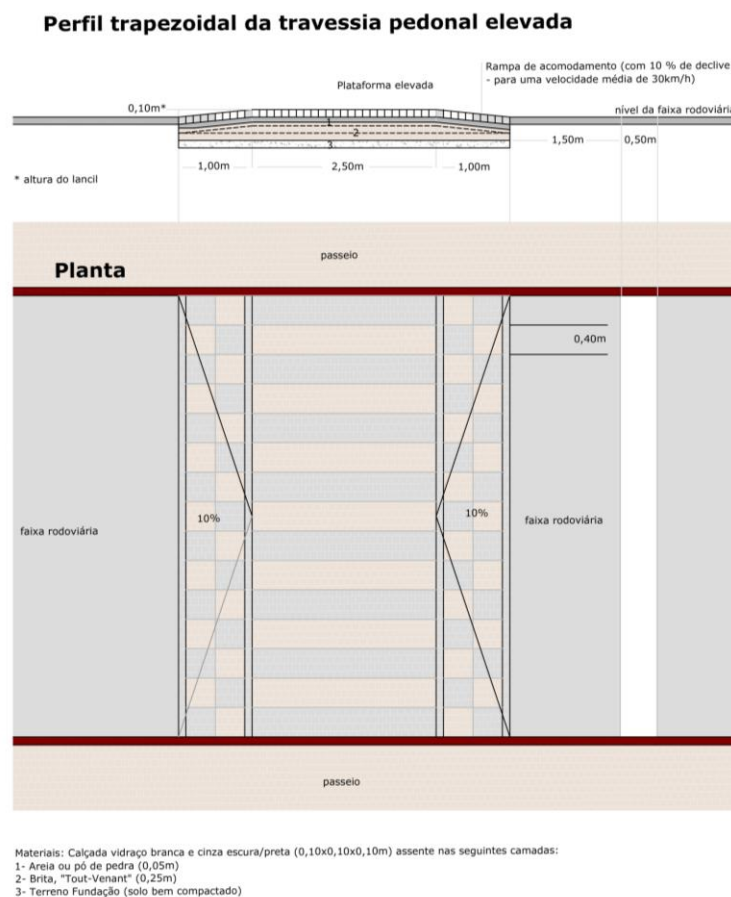 Perfil trapezoidal da travessia pedonal elevada
Rampa de acomodamento (com 10 % de declive
- para uma velocidade média de 30km/h)
Plataforma elevada
0,10m*
nível da faixa rodoviária
1
2
3
1,00m
2,50m
1,00m
1,50m
0,50m
* altura do lancil
passeio
Planta
0,40m
10%
10%
faixa rodoviária
faixa rodoviária
passeio
Materiais: Calçada vidraço branca e cinza escura/preta (0,10x0,10x0,10m) assente nas seguintes camadas:
1- Areia ou pó de pedra (0,05m)
2- Brita, "Tout-Venant" (0,25m)
3- Terreno Fundação (solo bem compactado)